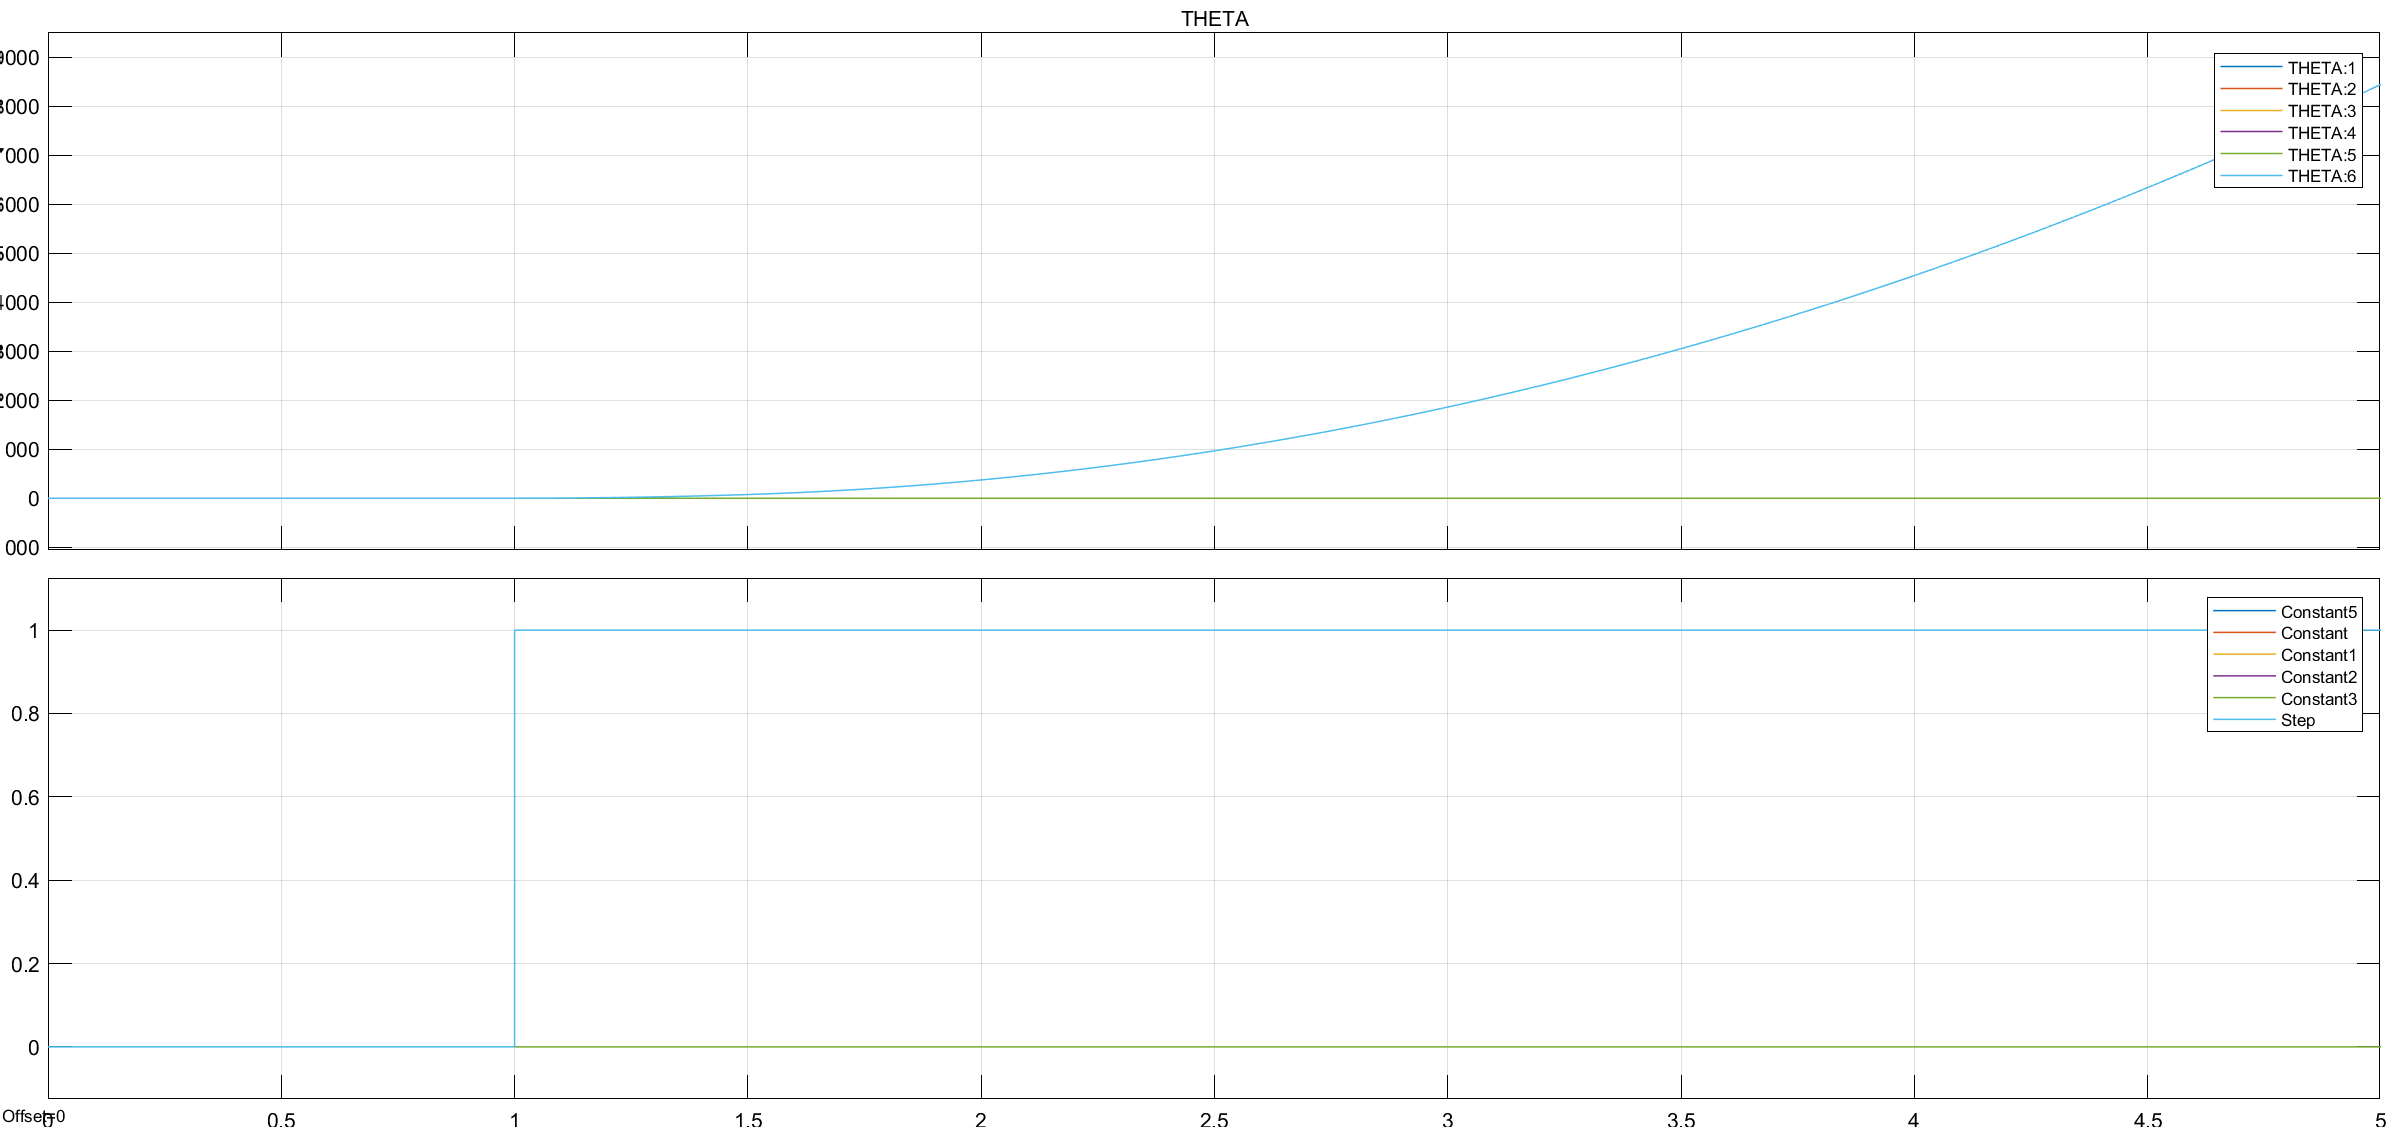 THETA
9000
8000
7000
6000
5000
4000
3000
2000
000
0
000
THETA:1
THETA:2
THETA:3
THETA:4
THETA:5
THETA:6
1
0.8
0.6
0.4
0.2
0
Constant5
Constant
Constant1
Constant2
Constant3
Step
Offset=0
0 0.5 1 1.5 2 2.5 3 3.5 4 4.5 5